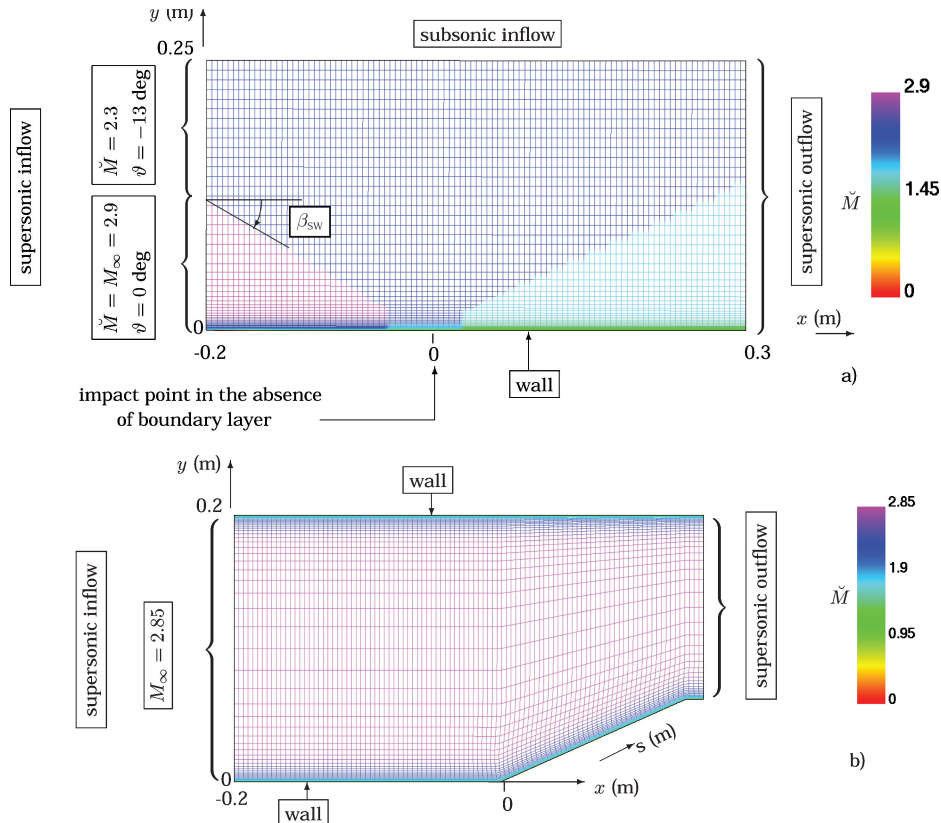 y (m)
0.25
subsonic inflow
supersonic inflow
M̆ = 2.3
ϑ = −13 deg
M̆ = M∞ = 2.9
ϑ = 0 deg
βSW
0
-0.2
0
0.3
x (m)
supersonic outflow
wall
impact point in the absence
of boundary layer
M̆
2.9
1.45
0
a)
y (m)
0.2
wall
supersonic inflow
M∞ = 2.85
0
-0.2
wall
0
x (m)
s (m)
supersonic outflow
M̆
2.85
1.9
0.95
0
b)